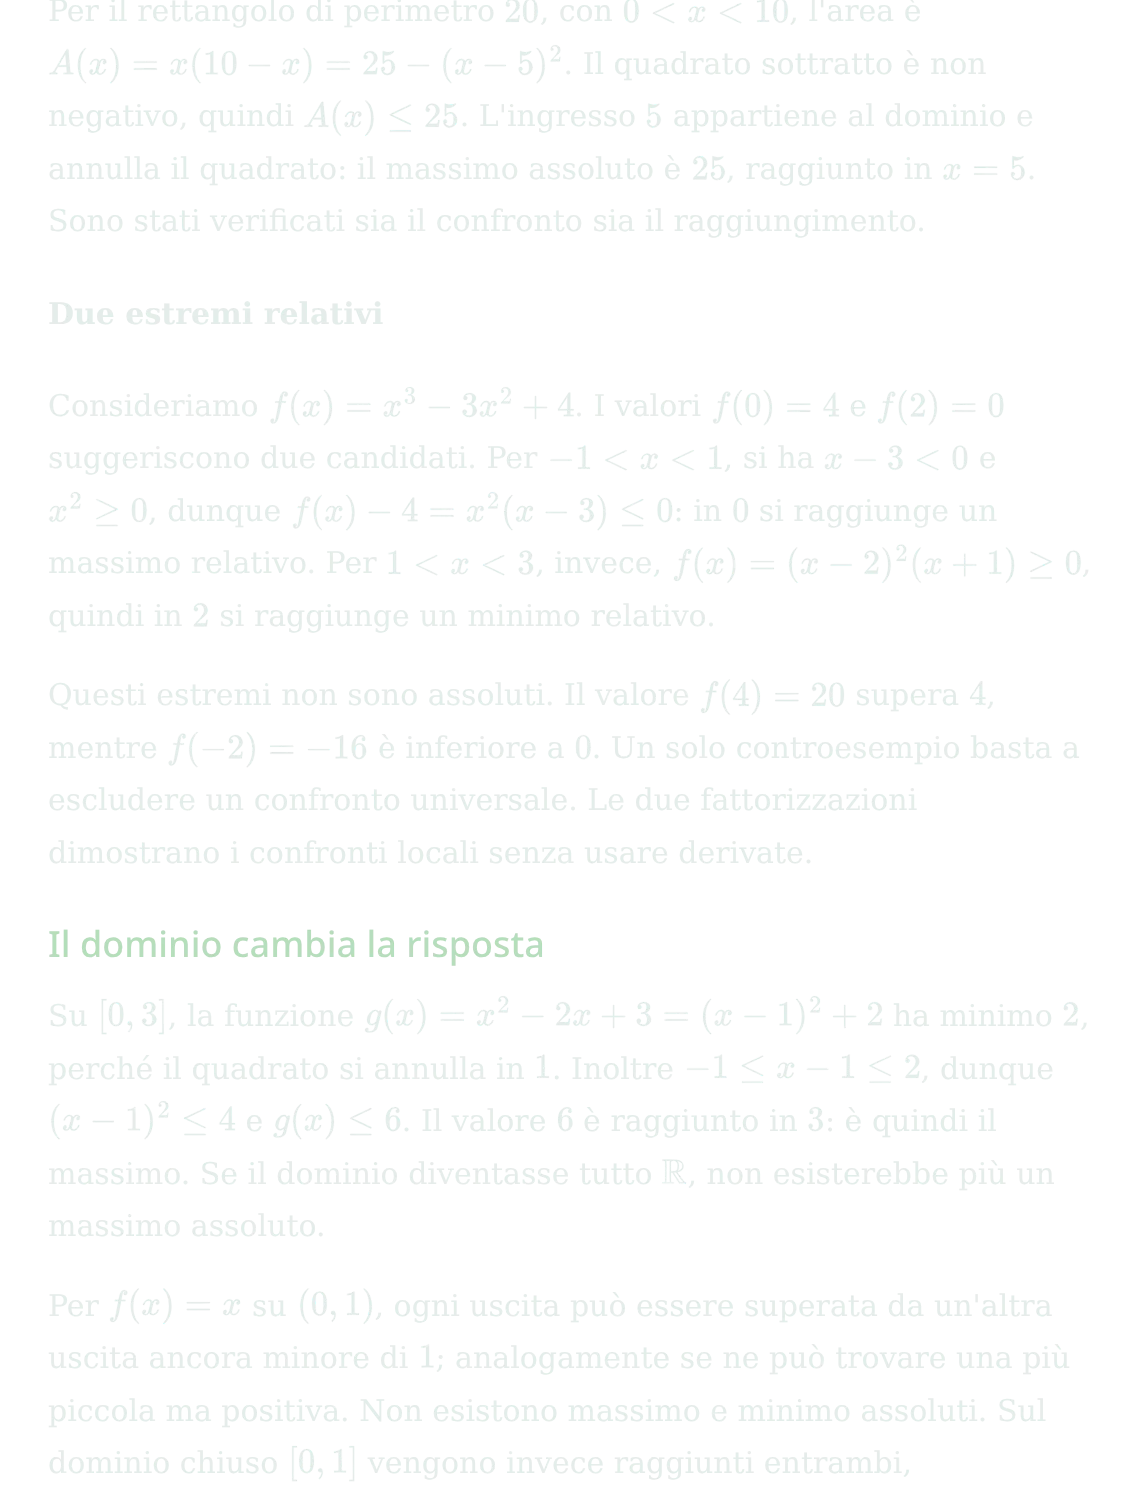 Per il rettangolo di perimetro 20, con 0 < x < 10, l'area è
A(x) = x(10 − x) = 25 − (x − 5)². Il quadrato sottratto è non
negativo, quindi A(x) ≤ 25. L'ingresso 5 appartiene al dominio e
annulla il quadrato: il massimo assoluto è 25, raggiunto in x = 5.
Sono stati verificati sia il confronto sia il raggiungimento.
Due estremi relativi
Consideriamo f(x) = x³ − 3x² + 4. I valori f(0) = 4 e f(2) = 0
suggeriscono due candidati. Per −1 < x < 1, si ha x − 3 < 0 e
x² ≥ 0, dunque f(x) − 4 = x²(x − 3) ≤ 0: in 0 si raggiunge un
massimo relativo. Per 1 < x < 3, invece, f(x) = (x − 2)²(x + 1) ≥ 0,
quindi in 2 si raggiunge un minimo relativo.
Questi estremi non sono assoluti. Il valore f(4) = 20 supera 4,
mentre f(−2) = −16 è inferiore a 0. Un solo controesempio basta a
escludere un confronto universale. Le due fattorizzazioni
dimostrano i confronti locali senza usare derivate.
Il dominio cambia la risposta
Su [0, 3], la funzione g(x) = x² − 2x + 3 = (x − 1)² + 2 ha minimo 2,
perché il quadrato si annulla in 1. Inoltre −1 ≤ x − 1 ≤ 2, dunque
(x − 1)² ≤ 4 e g(x) ≤ 6. Il valore 6 è raggiunto in 3: è quindi il
massimo. Se il dominio diventasse tutto ℝ, non esisterebbe più un
massimo assoluto.
Per f(x) = x su (0, 1), ogni uscita può essere superata da un'altra
uscita ancora minore di 1; analogamente se ne può trovare una più
piccola ma positiva. Non esistono massimo e minimo assoluti. Sul
dominio chiuso [0, 1] vengono invece raggiunti entrambi,